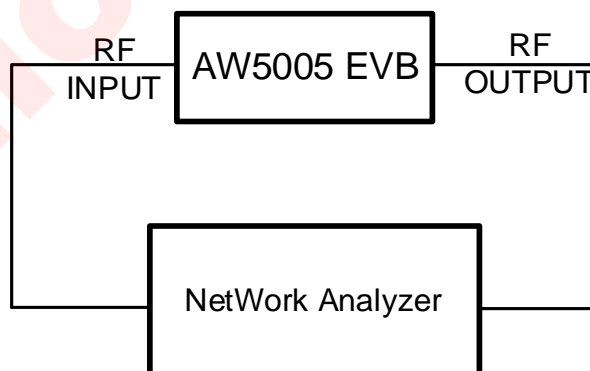 RF
INPUT
AW5005 EVB
RF
OUTPUT
NetWork Analyzer